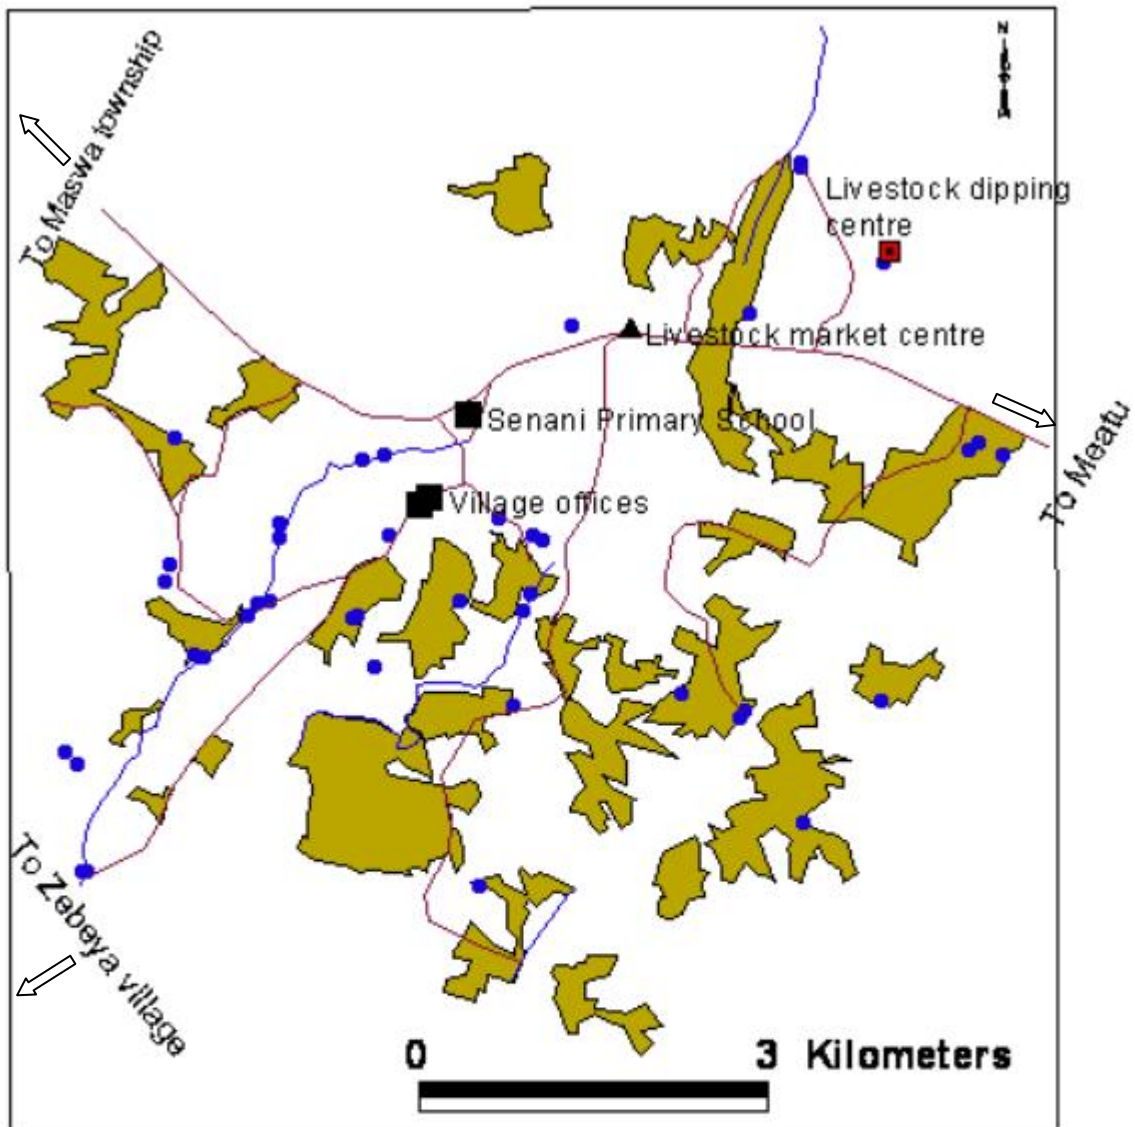 N
To Maswa township
Livestock dipping
centre
Livestock market centre
Senani Primary School
To Meatu
Village offices
To Zebeya village
0 3 Kilometers